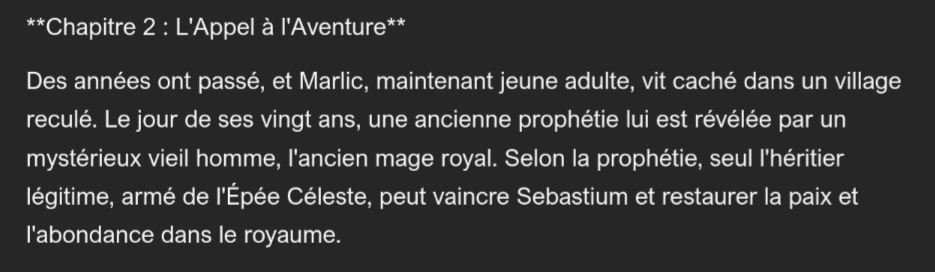 **Chapitre 2 : L'Appel à l'Aventure**
Des années ont passé, et Marlic, maintenant jeune adulte, vit caché dans un village
reculé. Le jour de ses vingt ans, une ancienne prophétie lui est révélée par un
mystérieux vieil homme, l'ancien mage royal. Selon la prophétie, seul l'héritier
légitime, armé de l'Épée Céleste, peut vaincre Sebastium et restaurer la paix et
l'abondance dans le royaume.